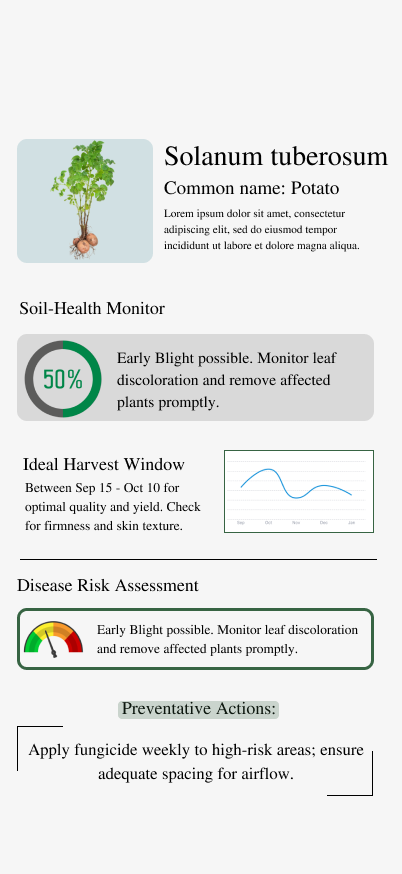 Solanum tuberosum
Common name: Potato
Lorem ipsum dolor sit amet, consectetur
adipiscing elit, sed do eiusmod tempor
incididunt ut labore et dolore magna aliqua.
Soil-Health Monitor
50%
Early Blight possible. Monitor leaf
discoloration and remove affected
plants promptly.
Ideal Harvest Window
Between Sep 15 - Oct 10 for
optimal quality and yield. Check
for firmness and skin texture.
Sep Oct Nov Dec Jan
Disease Risk Assessment
Early Blight possible. Monitor leaf discoloration
and remove affected plants promptly.
Preventative Actions:
Apply fungicide weekly to high-risk areas; ensure
adequate spacing for airflow.